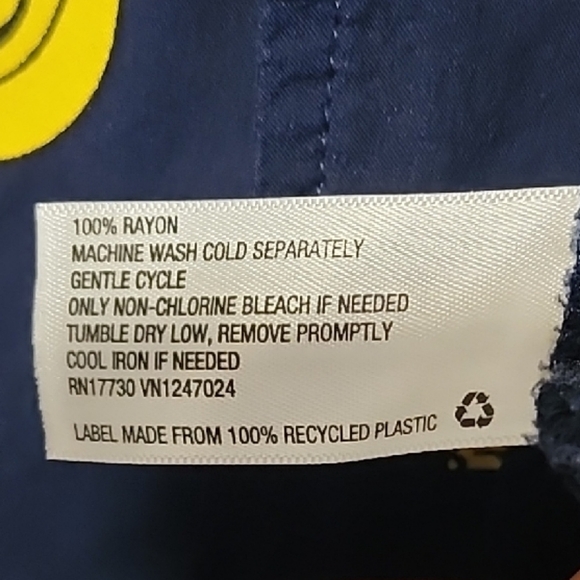 100% RAYON
MACHINE WASH COLD SEPARATELY
GENTLE CYCLE
ONLY NON-CHLORINE BLEACH IF NEEDED
TUMBLE DRY LOW, REMOVE PROMPTLY
COOL IRON IF NEEDED
RN17730 VN1247024
LABEL MADE FROM 100% RECYCLED PLASTIC